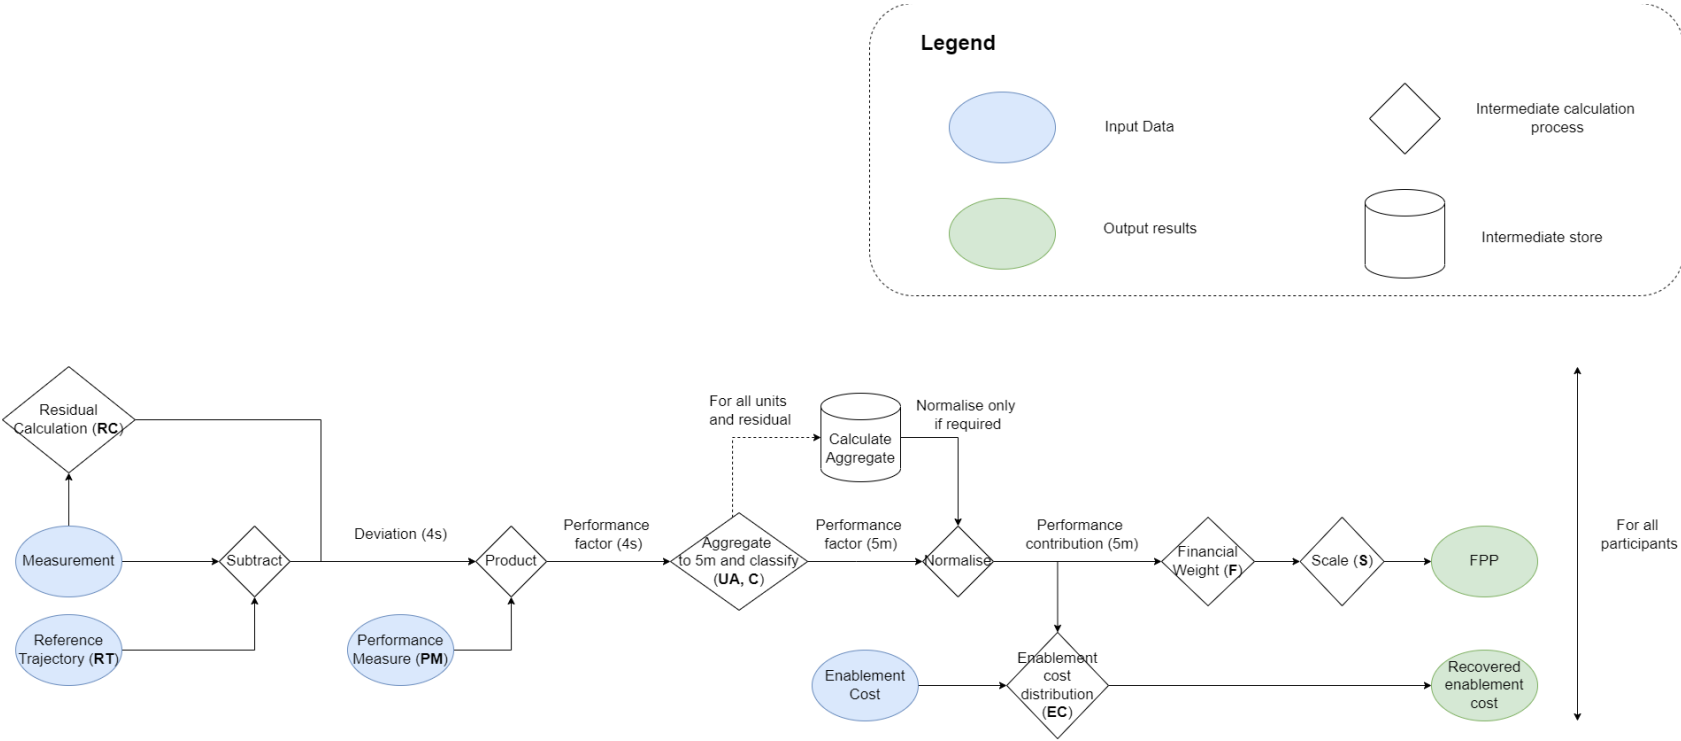 Legend
Input Data
Intermediate calculation
process
Output results
Intermediate store
Residual
Calculation (RC)
For all units
and residual
Normalise only
if required
Calculate
Aggregate
Measurement
Subtract
Deviation (4s)
Product
Performance
factor (4s)
Aggregate
to 5m and classify
(UA, C)
Performance
factor (5m)
Normalise
Performance
contribution (5m)
Financial
Weight (F)
Scale (S)
FPP
For all
participants
Reference
Trajectory (RT)
Performance
Measure (PM)
Enablement
Cost
Enablement
cost
distribution
(EC)
Recovered
enablement
cost